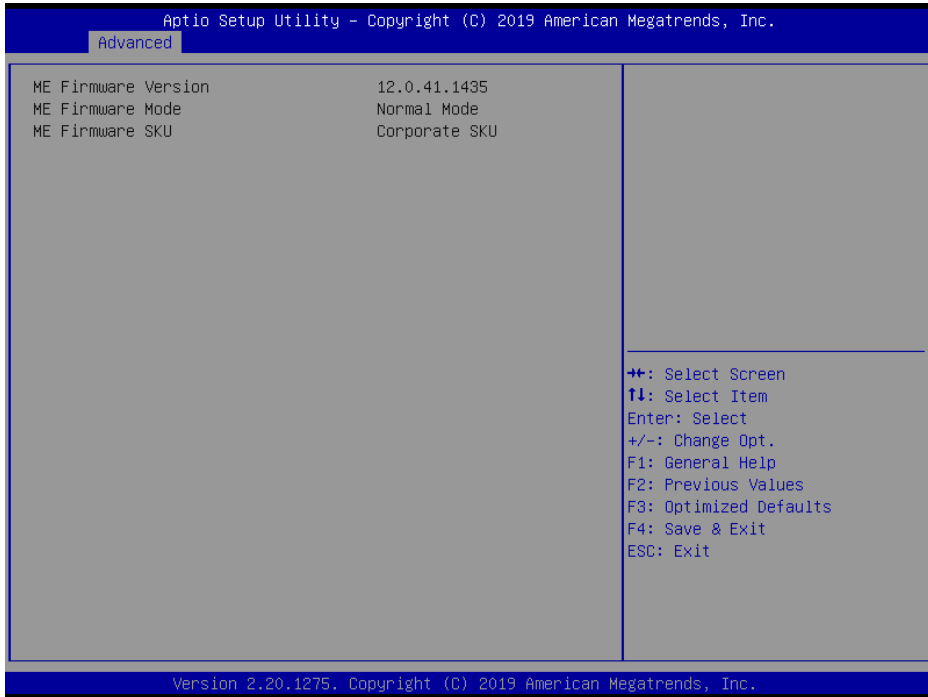 Aptio Setup Utility – Copyright (C) 2019 American Megatrends, Inc.
Advanced
ME Firmware Version 12.0.41.1435
ME Firmware Mode Normal Mode
ME Firmware SKU Corporate SKU
→←: Select Screen
↑↓: Select Item
Enter: Select
+/-: Change Opt.
F1: General Help
F2: Previous Values
F3: Optimized Defaults
F4: Save & Exit
ESC: Exit
Version 2.20.1275. Copyright (C) 2019 American Megatrends, Inc.